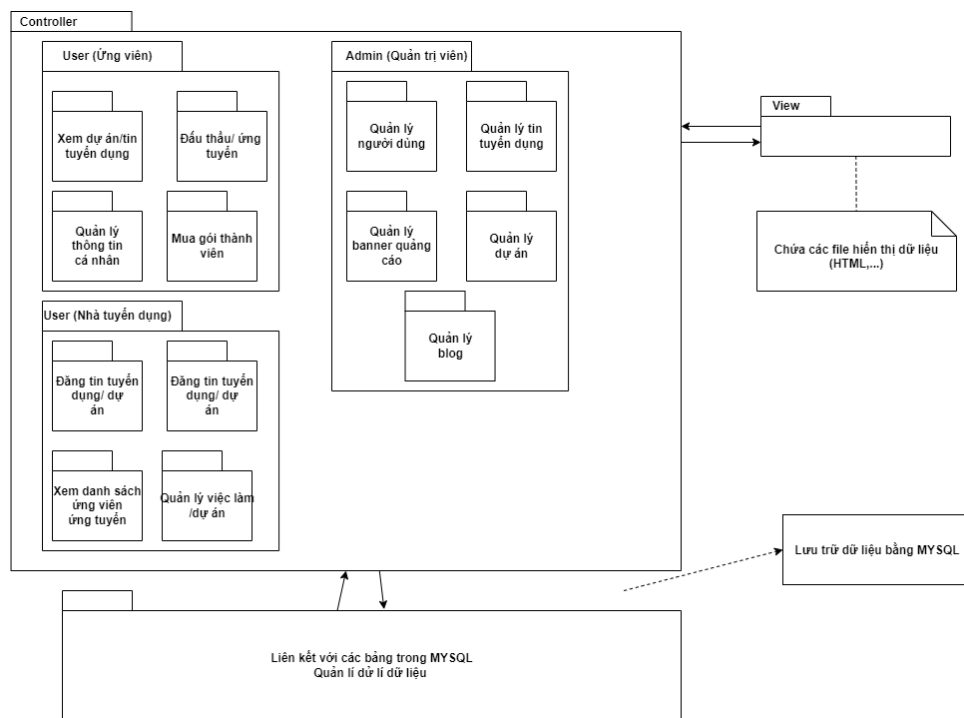 Controller
User (Ứng viên)
Xem dự án/tin
tuyển dụng
Đấu thầu/ ứng
tuyển
Quản lý
thông tin
cá nhân
Mua gói thành
viên
User (Nhà tuyển dụng)
Đăng tin tuyển
dụng/ dự
án
Đăng tin tuyển
dụng/ dự
án
Xem danh sách
ứng viên
ứng tuyển
Quản lý việc làm
/dự án
Admin (Quản trị viên)
Quản lý
người dùng
Quản lý tin
tuyển dụng
Quản lý
banner quảng
cáo
Quản lý
dự án
Quản lý
blog
View
Chứa các file hiển thị dữ liệu
(HTML,...)
Lưu trữ dữ liệu bằng MYSQL
Liên kết với các bảng trong MYSQL
Quản lí dử lí dữ liệu